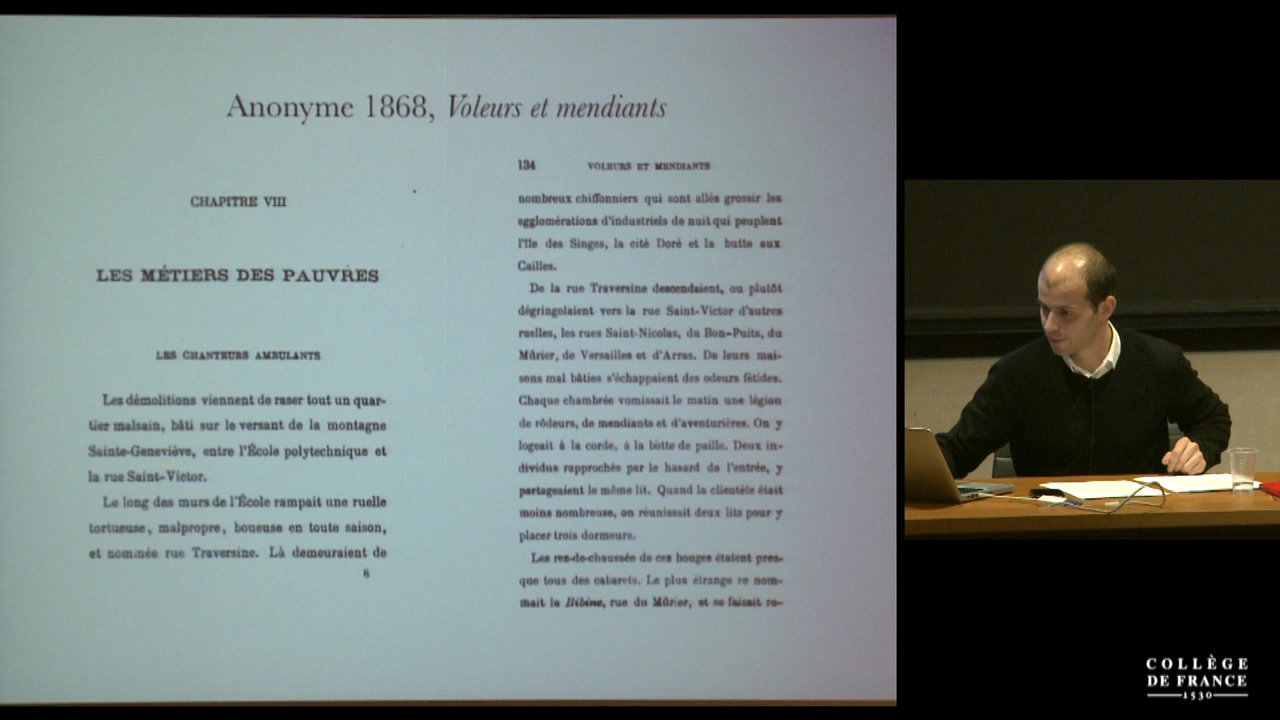 Anonyme 1868, Voleurs et mendiants
CHAPITRE VIII
LES MÉTIERS DES PAUVRES
LES CHANTEURS AMBULANTS
Les démolitions viennent de raser tout un quar-
tier malsain, bâti sur le versant de la montagne
Sainte-Geneviève, entre l'École polytechnique et
la rue Saint-Victor.
Le long des murs de l'École rampait une ruelle
tortueuse, malpropre, boueuse en toute saison,
et nommée rue Traversine. Là demeuraient de
8
134 VOLEURS ET MENDIANTS
nombreux chiffonniers qui sont allés grossir les
agglomérations d'industriels de nuit qui peuplent
l'île des Singes, la cité Doré et la butte aux
Cailles.
De la rue Traversine descendaient, ou plutôt
dégringolaient vers la rue Saint-Victor d'autres
ruelles, les rues Saint-Nicolas, du Bon-Puits, du
Mûrier, de Versailles et d'Arras. De leurs mai-
sons mal bâties s'échappaient des odeurs fétides.
Chaque chambrée vomissait le matin une légion
de rôdeurs, de mendiants et d'aventurières. On y
logeait à la corde, à la botte de paille. Deux in-
dividus rapprochés par le hasard de l'entrée, y
partageaient le même lit. Quand la clientèle était
moins nombreuse, on réunissait deux lits pour y
placer trois dormeurs.
Les rez-de-chaussée de ces bouges étaient pres-
que tous des cabarets. Le plus étrange se nom-
mait la Bibine, rue du Mûrier, et se faisait re-
COLLÈGE
DE FRANCE
1530